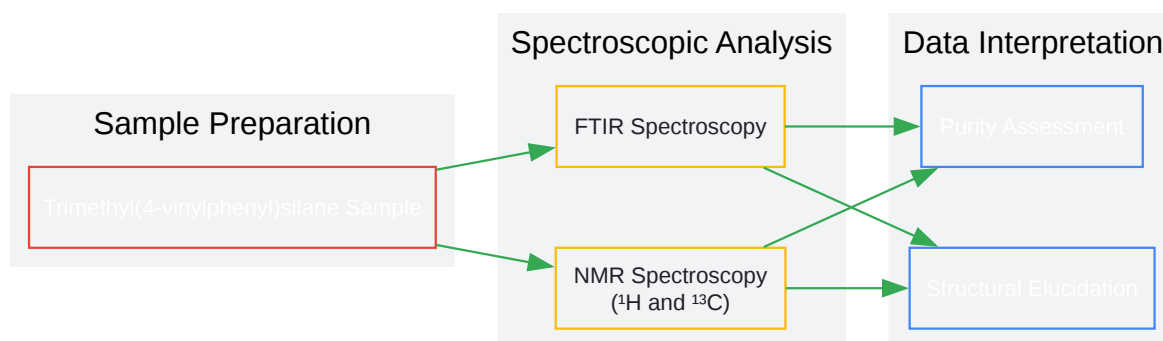 Sample Preparation
Trimethyl(4-vinylphenyl)silane Sample
Spectroscopic Analysis
FTIR Spectroscopy
NMR Spectroscopy
(¹H and ¹³C)
Data Interpretation
Purity Assessment
Structural Elucidation